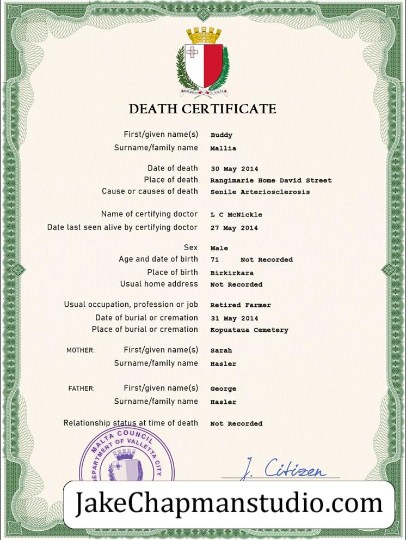 DEATH CERTIFICATE
First/given name(s) Buddy
Surname/family name Mallia
Date of death 30 May 2014
Place of death Rangimarie Home David Street
Cause or causes of death Senile Arteriosclerosis
Name of certifying doctor L C McNickle
Date last seen alive by certifying doctor 27 May 2014
Sex Male
Age and date of birth 71 Not Recorded
Place of birth Birkirkara
Usual home address Not Recorded
Usual occupation, profession or job Retired Farmer
Date of burial or cremation 31 May 2014
Place of burial or cremation Kopuataua Cemetery
MOTHER: First/given name(s) Sarah
Surname/family name Hasler
FATHER: First/given name(s) George
Surname/family name Hasler
Relationship status at time of death Not Recorded
MALTA COUNCIL
DEPARTMENT OF VALLETTA CITY
J. Citizen
JakeChapmanstudio.com